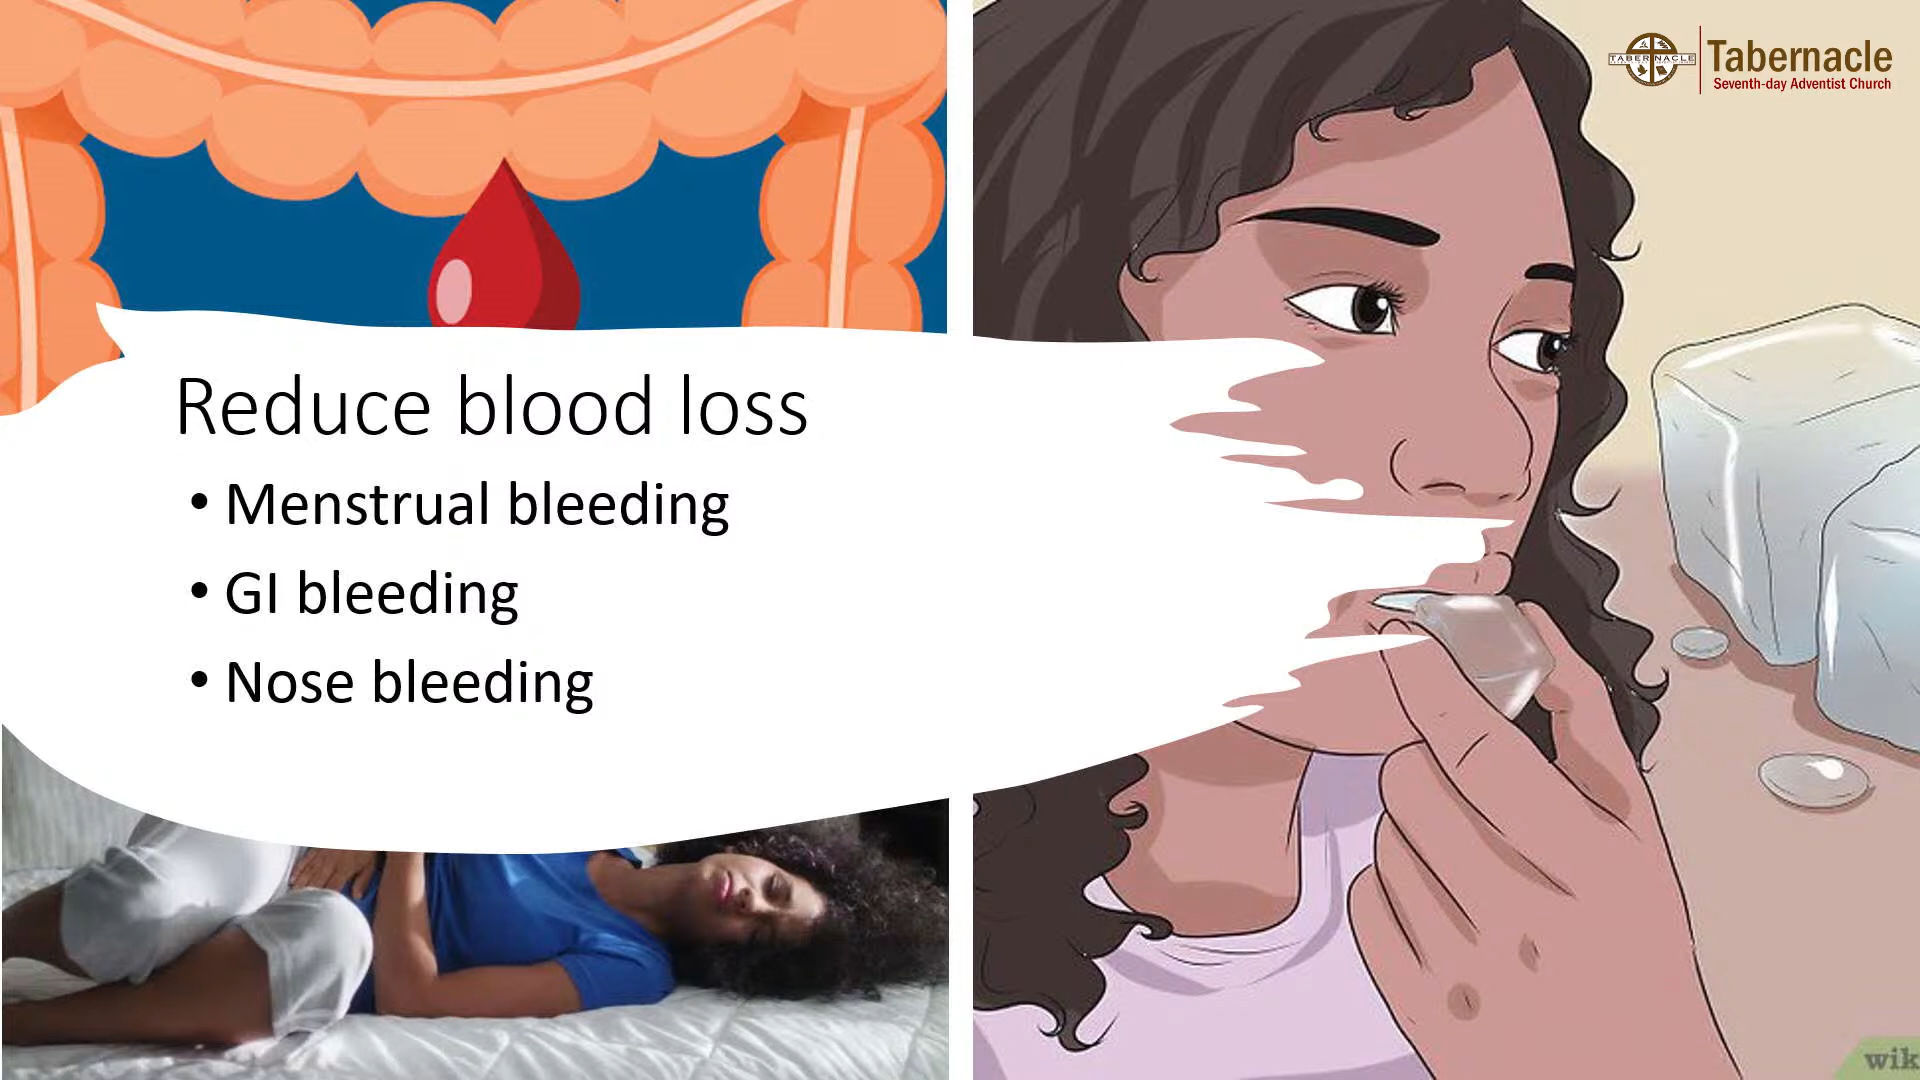 TABERNACLE
Tabernacle
Seventh-day Adventist Church
Reduce blood loss
• Menstrual bleeding
• GI bleeding
• Nose bleeding
wik